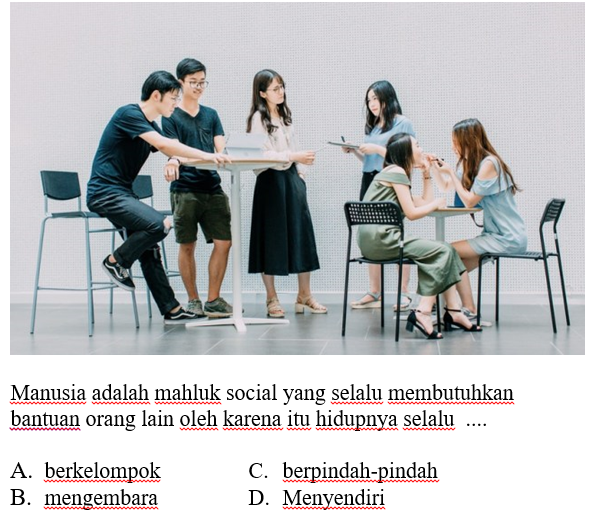 Manusia adalah mahluk social yang selalu membutuhkan
bantuan orang lain oleh karena itu hidupnya selalu ....
A. berkelompok C. berpindah-pindah
B. mengembara D. Menyendiri